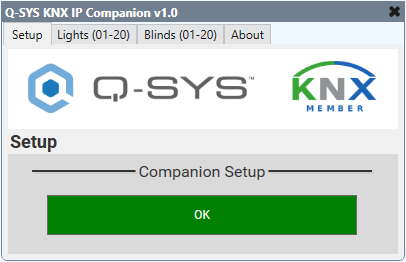 Q-SYS KNX IP Companion v1.0
Setup Lights (01-20) Blinds (01-20) About
Q-SYS™ KNX
MEMBER
Setup
Companion Setup
OK